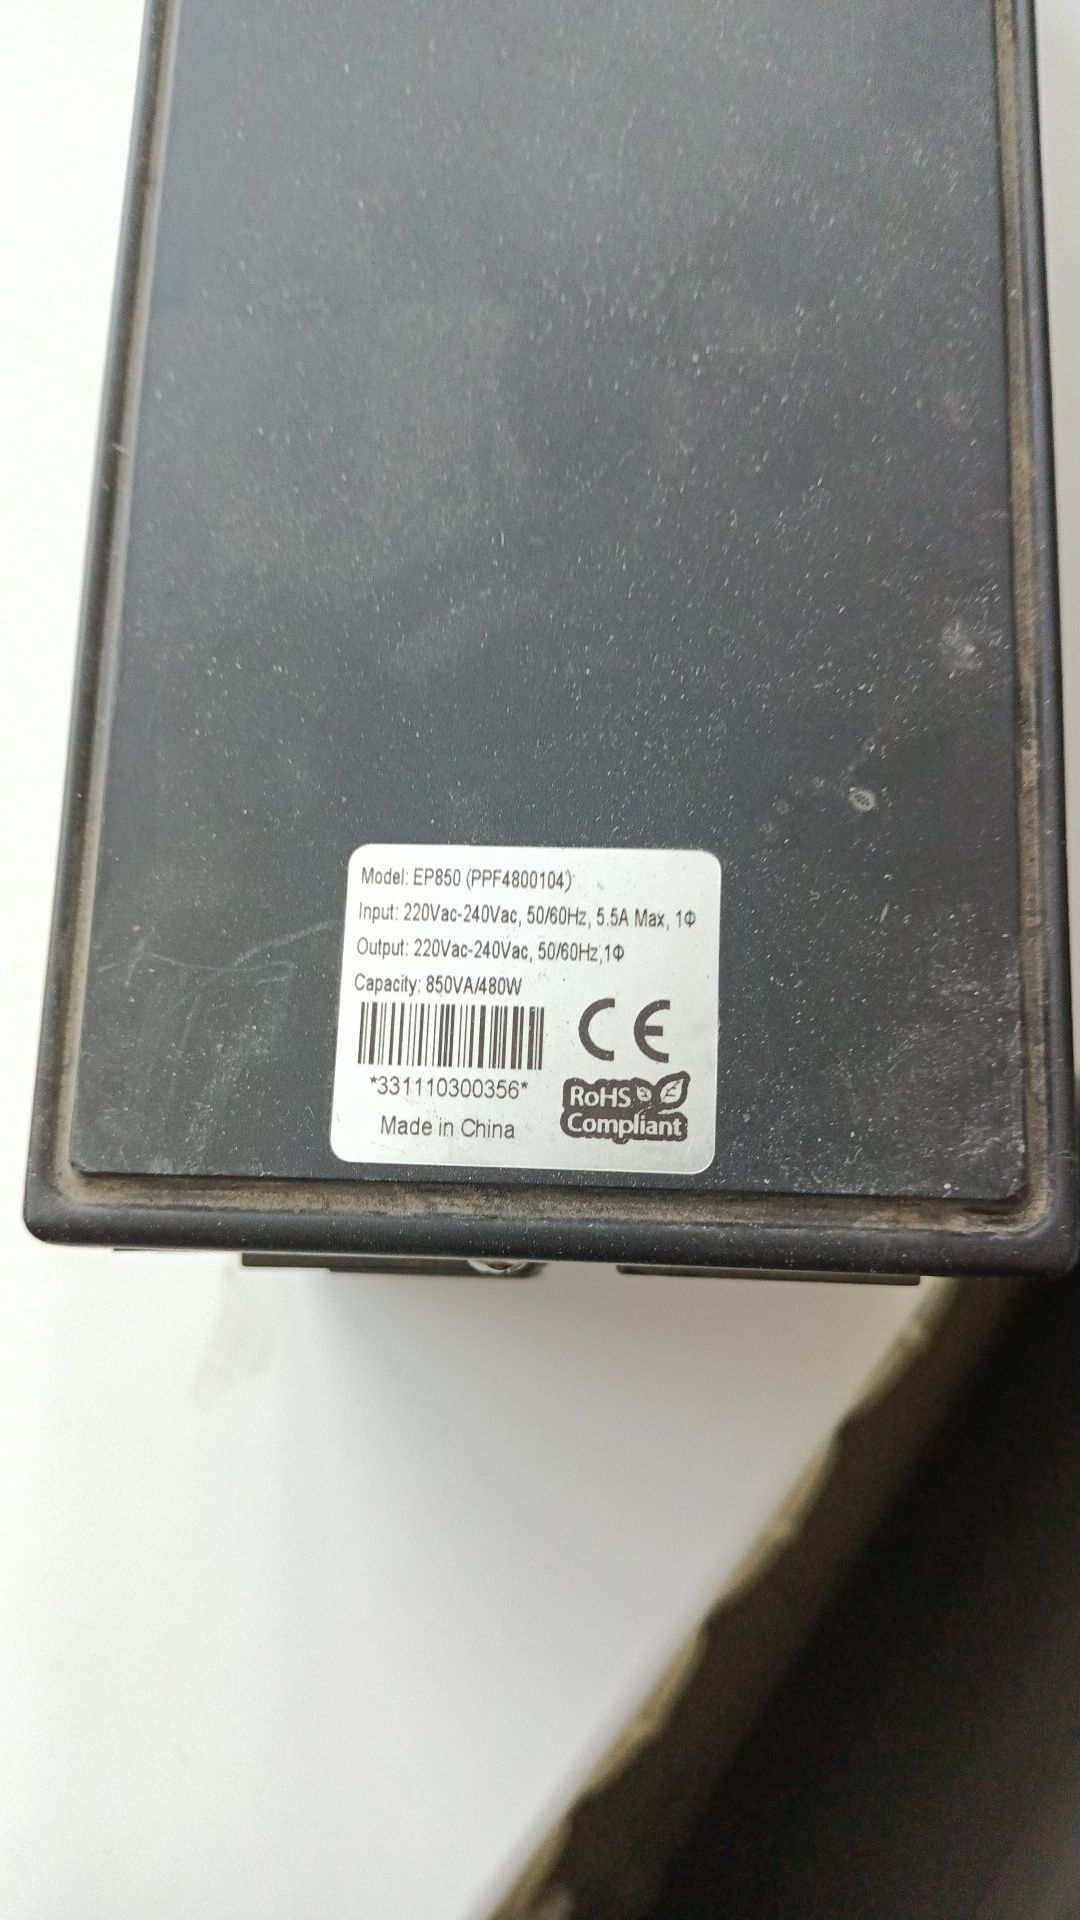 Model: EP850 (PPF4800104)
Input: 220Vac-240Vac, 50/60Hz, 5.5A Max, 1Φ
Output: 220Vac-240Vac, 50/60Hz,1Φ
Capacity: 850VA/480W
CE
*331110300356*
RoHS
Compliant
Made in China